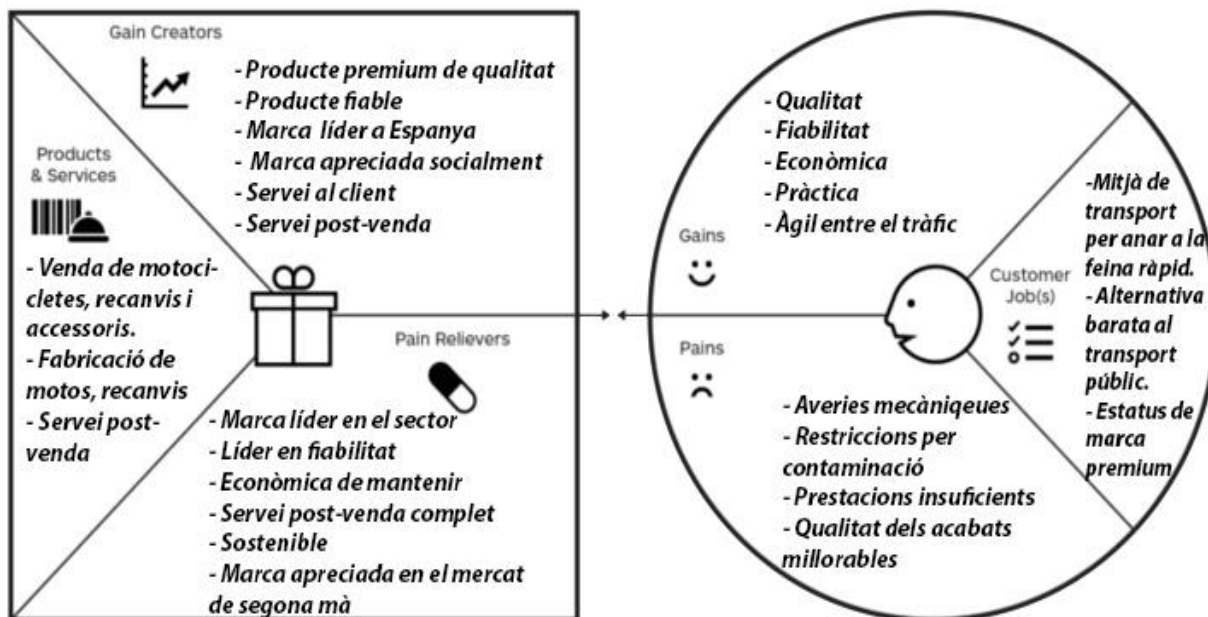 Gain Creators
- Producte premium de qualitat
- Producte fiable
- Marca líder a Espanya
- Marca apreciada socialment
- Servei al client
- Servei post-venda
Products
& Services
- Venda de motoci-
cletes, recanvis i
accessoris.
- Fabricació de
motos, recanvis
- Servei post-
venda
Pain Relievers
- Marca líder en el sector
- Líder en fiabilitat
- Econòmica de mantenir
- Servei post-venda complet
- Sostenible
- Marca apreciada en el mercat
de segona mà
- Qualitat
- Fiabilitat
- Econòmica
- Pràctica
- Àgil entre el tràfic
Gains
Pains
- Averies mecàniqeues
- Restriccions per
contaminació
- Prestacions insuficients
- Qualitat dels acabats
millorables
Customer
Job(s)
-Mitjà de
transport
per anar a la
feina ràpid.
- Alternativa
barata al
transport
públic.
- Estatus de
marca
premium